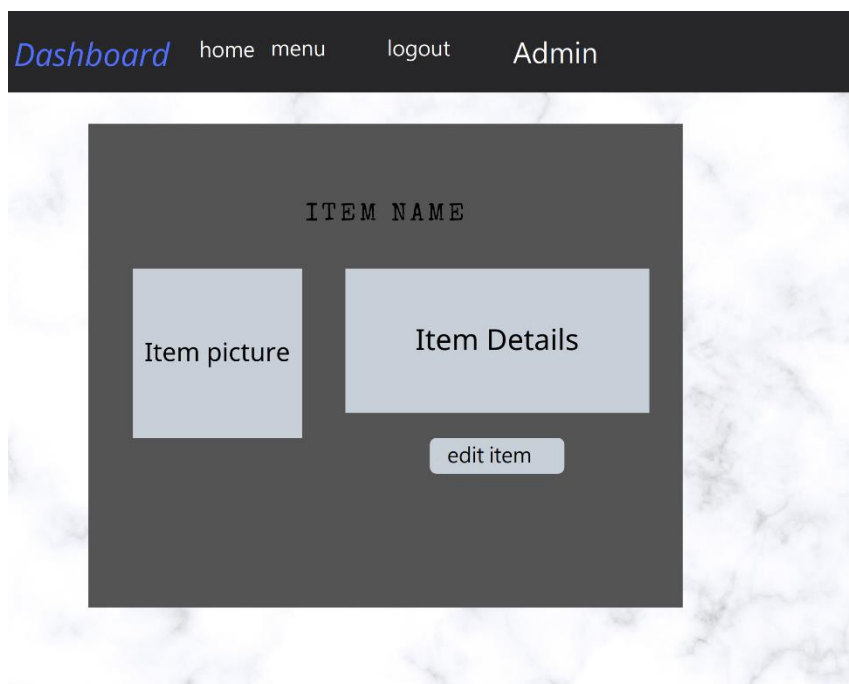 Dashboard home menu logout Admin
ITEM NAME
Item picture
Item Details
edit item